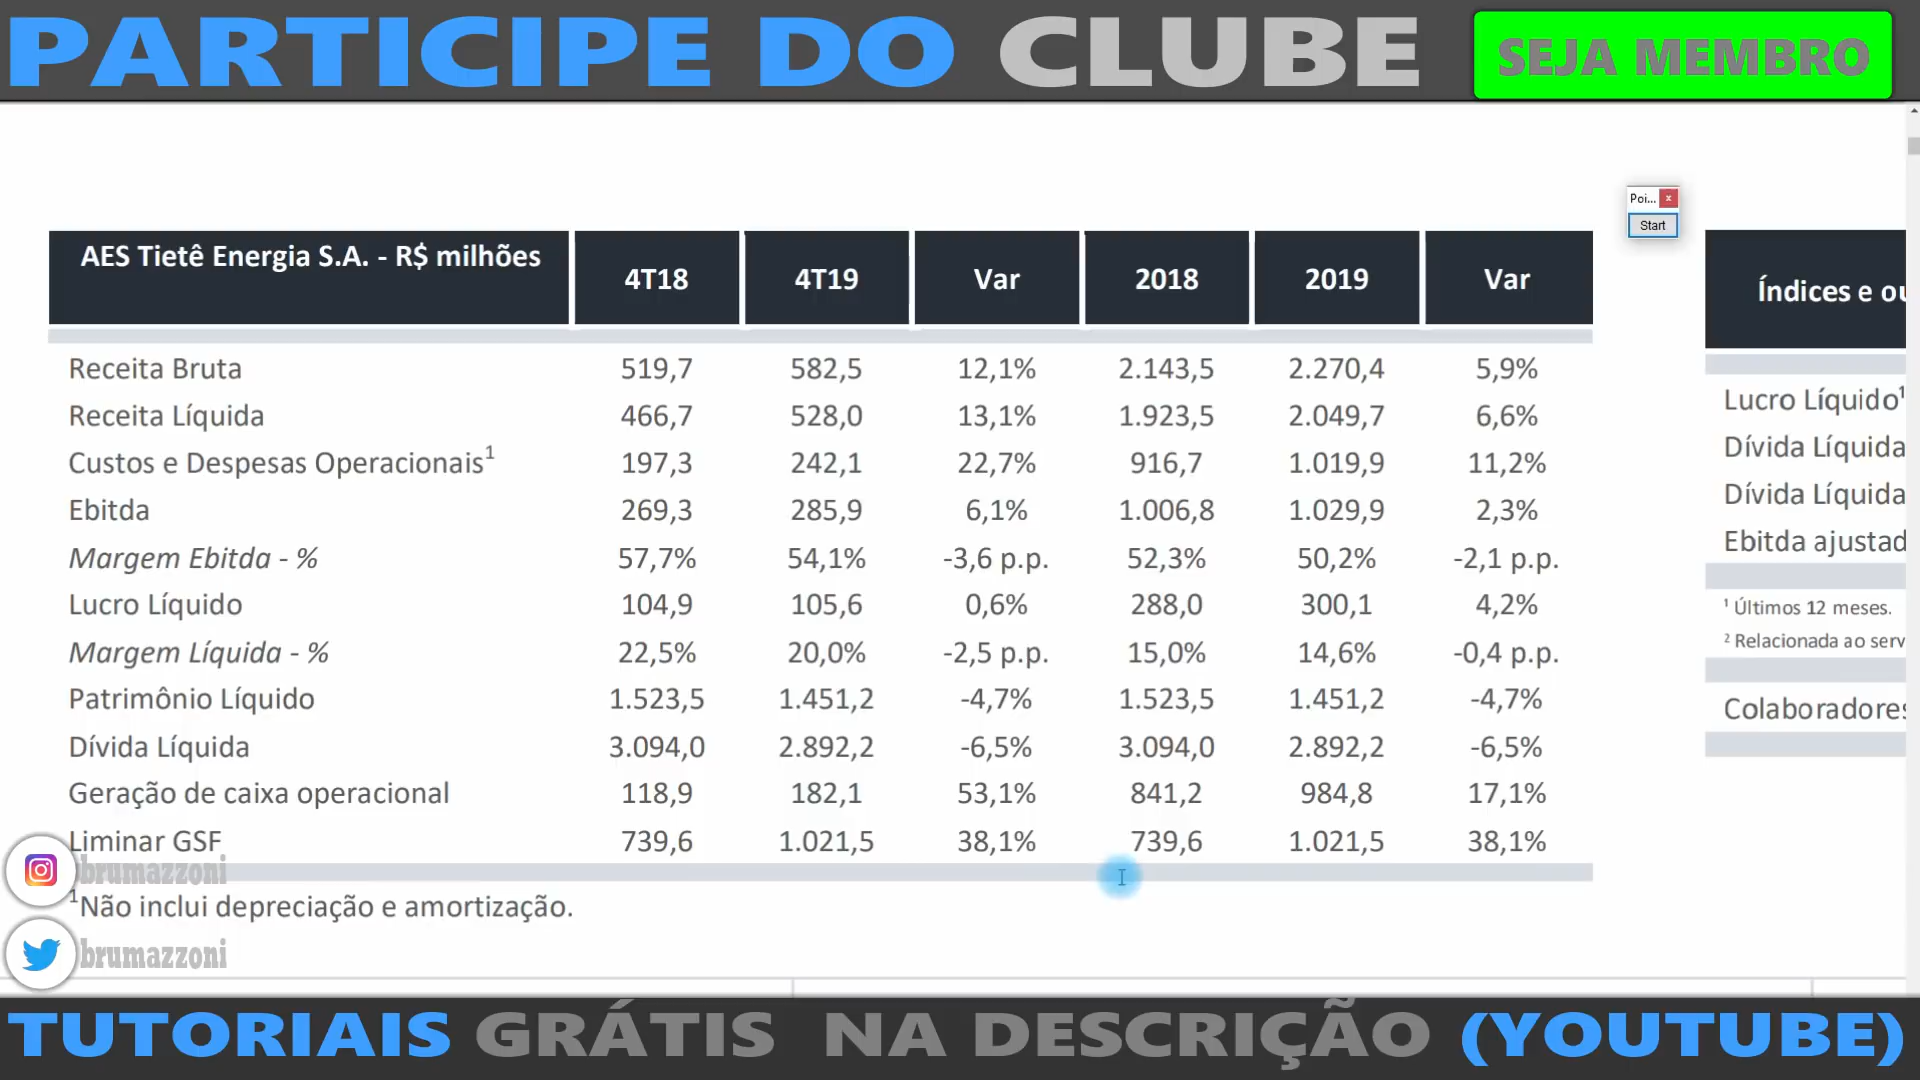 PARTICIPE DO CLUBE
SEJA MEMBRO
Poi...
Start
AES Tietê Energia S.A. - R$ milhões 4T18 4T19 Var 2018 2019 Var
Receita Bruta 519,7 582,5 12,1% 2.143,5 2.270,4 5,9%
Receita Líquida 466,7 528,0 13,1% 1.923,5 2.049,7 6,6%
Custos e Despesas Operacionais¹ 197,3 242,1 22,7% 916,7 1.019,9 11,2%
Ebitda 269,3 285,9 6,1% 1.006,8 1.029,9 2,3%
Margem Ebitda - % 57,7% 54,1% -3,6 p.p. 52,3% 50,2% -2,1 p.p.
Lucro Líquido 104,9 105,6 0,6% 288,0 300,1 4,2%
Margem Líquida - % 22,5% 20,0% -2,5 p.p. 15,0% 14,6% -0,4 p.p.
Patrimônio Líquido 1.523,5 1.451,2 -4,7% 1.523,5 1.451,2 -4,7%
Dívida Líquida 3.094,0 2.892,2 -6,5% 3.094,0 2.892,2 -6,5%
Geração de caixa operacional 118,9 182,1 53,1% 841,2 984,8 17,1%
Liminar GSF 739,6 1.021,5 38,1% 739,6 1.021,5 38,1%
¹Não inclui depreciação e amortização.
Índices e ou
Lucro Líquido¹
Dívida Líquida
Dívida Líquida
Ebitda ajustad
¹ Últimos 12 meses.
² Relacionada ao serv
Colaboradores
brumazzoni
brumazzoni
TUTORIAIS GRÁTIS NA DESCRIÇÃO (YOUTUBE)